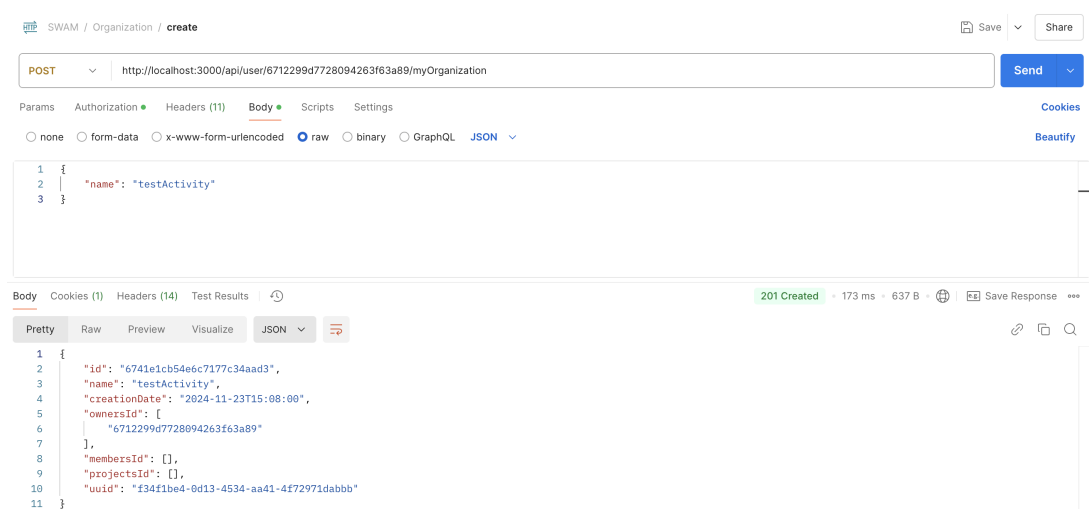 HTTP SWAM / Organization / create Save Share
POST http://localhost:3000/api/user/6712299d7728094263f63a89/myOrganization Send
Params Authorization Headers (11) Body Scripts Settings Cookies
none form-data x-www-form-urlencoded raw binary GraphQL JSON Beautify
1 {
2 "name": "testActivity"
3 }
Body Cookies (1) Headers (14) Test Results 201 Created 173 ms 637 B e.g. Save Response
Pretty Raw Preview Visualize JSON
1 {
2 "id": "6741e1cb54e6c7177c34aad3",
3 "name": "testActivity",
4 "creationDate": "2024-11-23T15:08:00",
5 "ownersId": [
6 "6712299d7728094263f63a89"
7 ],
8 "membersId": [],
9 "projectsId": [],
10 "uuid": "f34f1be4-0d13-4534-aa41-4f72971dabbb"
11 }